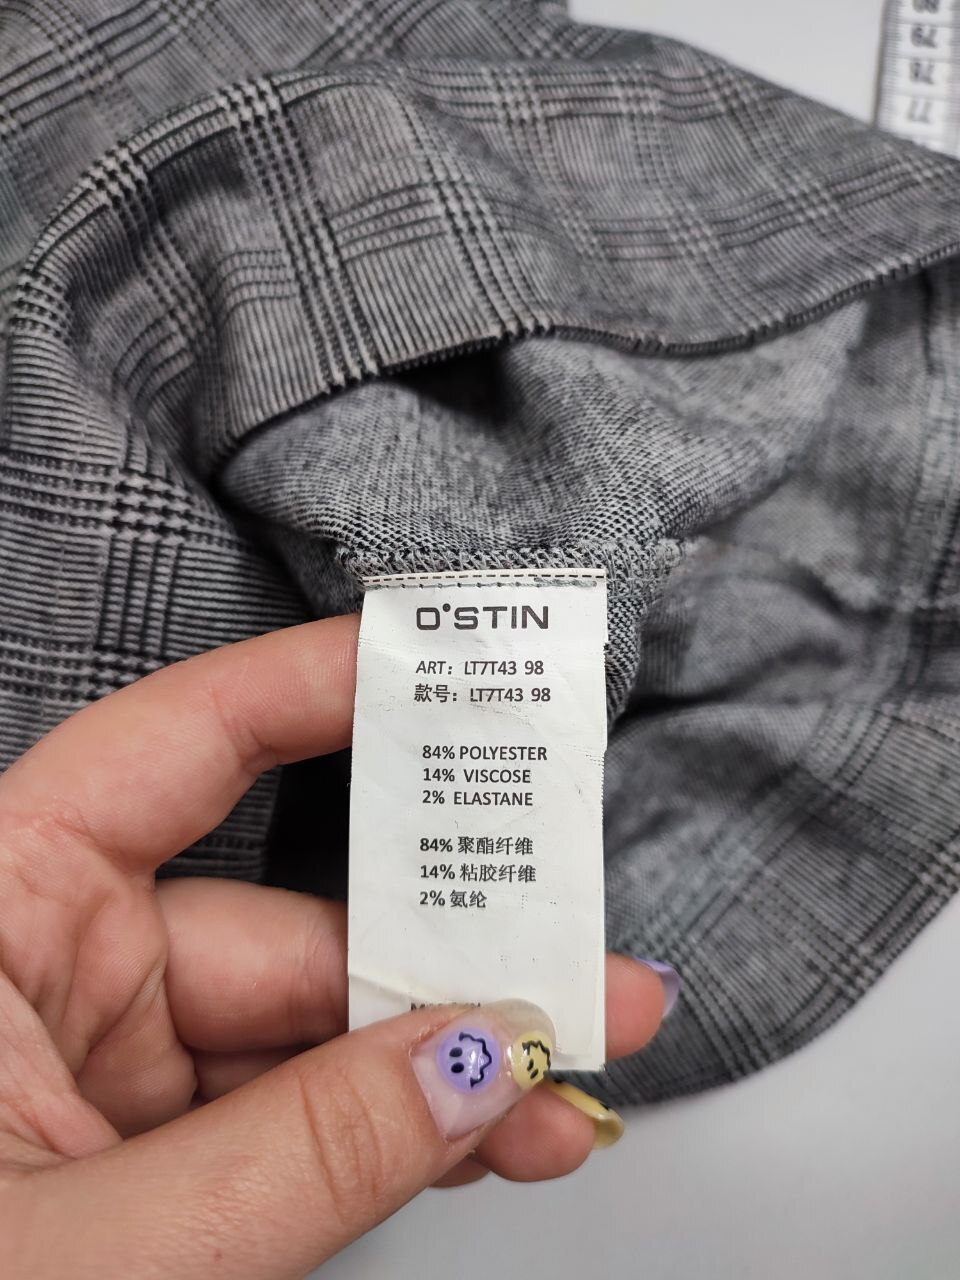 O'STIN
ART: LT7T43 98
款号: LT7T43 98
84% POLYESTER
14% VISCOSE
2% ELASTANE
84% 聚酯纤维
14% 粘胶纤维
2% 氨纶
77